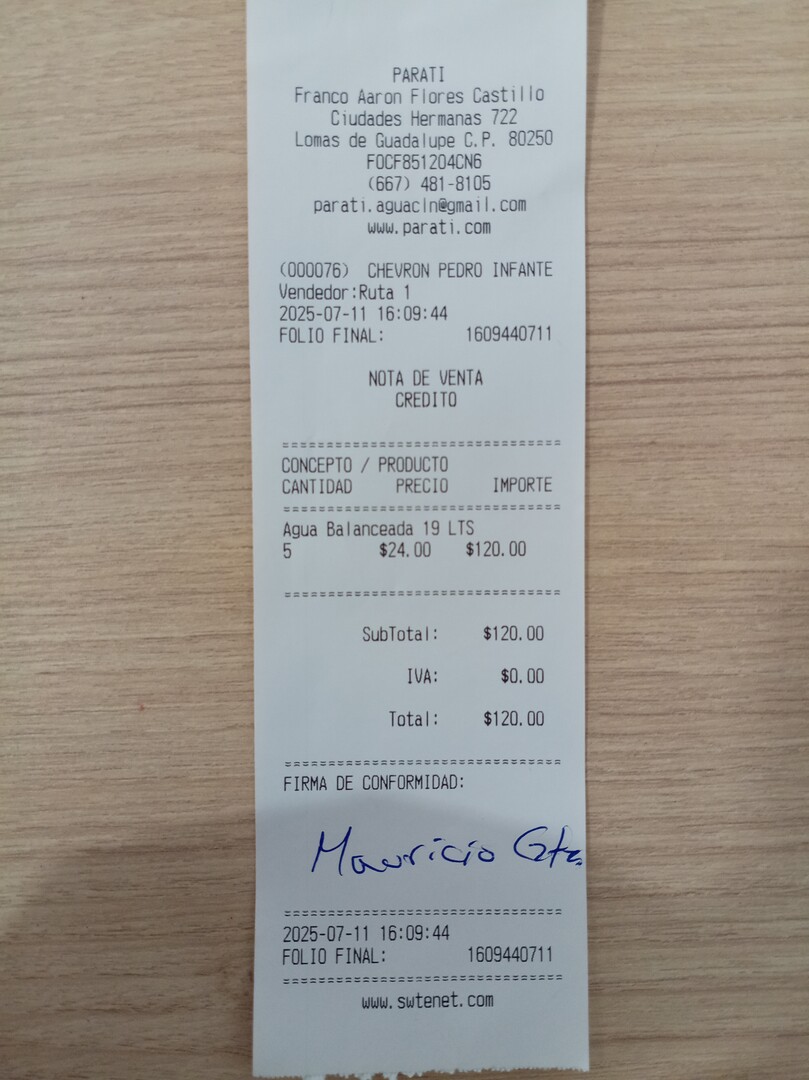 PARATI
Franco Aaron Flores Castillo
Ciudades Hermanas 722
Lomas de Guadalupe C.P. 80250
FOCF851204CN6
(667) 481-8105
parati.aguacln@gmail.com
www.parati.com
(000076) CHEVRON PEDRO INFANTE
Vendedor:Ruta 1
2025-07-11 16:09:44
FOLIO FINAL: 1609440711
NOTA DE VENTA
CREDITO
================================
CONCEPTO / PRODUCTO
CANTIDAD PRECIO IMPORTE
================================
Agua Balanceada 19 LTS
5 $24.00 $120.00
================================
SubTotal: $120.00
IVA: $0.00
Total: $120.00
================================
FIRMA DE CONFORMIDAD:
Mauricio Gtz.
================================
2025-07-11 16:09:44
FOLIO FINAL: 1609440711
================================
www.swtenet.com